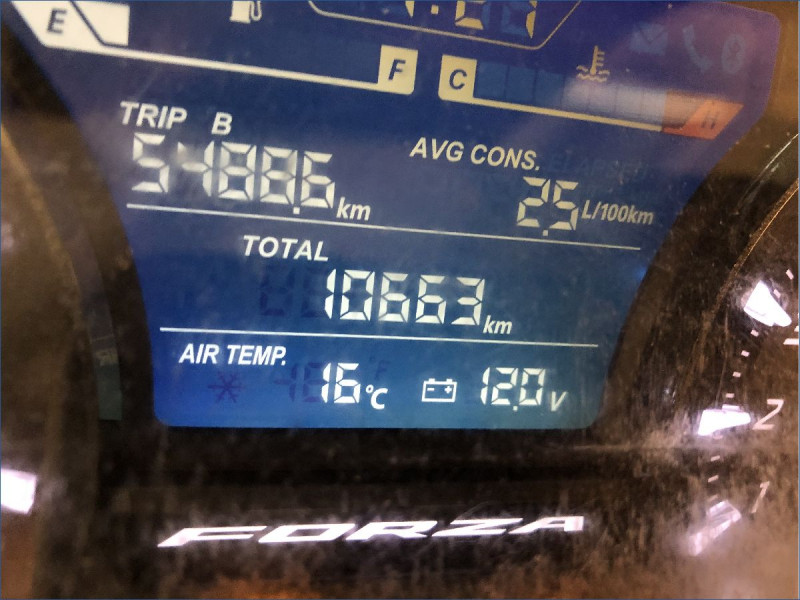 E
F C H
TRIP B
5488.6 km
AVG CONS.
2.5 L/100km
TOTAL
10663 km
AIR TEMP.
16 °C 12.0 V
2
1
FORZA